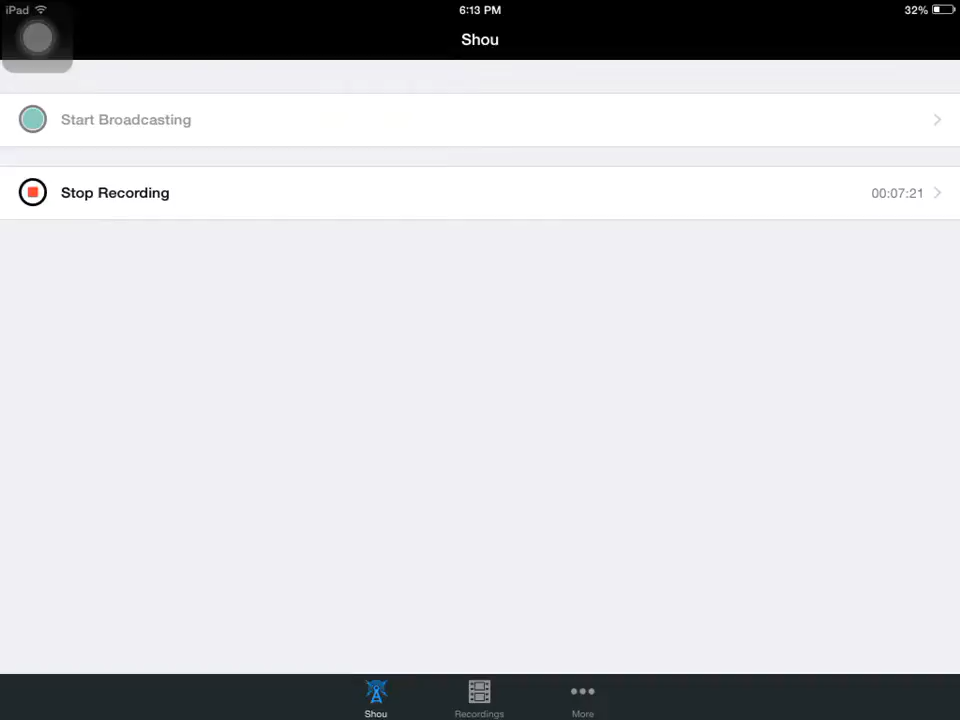 iPad 6:13 PM 32%
Shou
Start Broadcasting
Stop Recording 00:07:21
Shou Recordings More